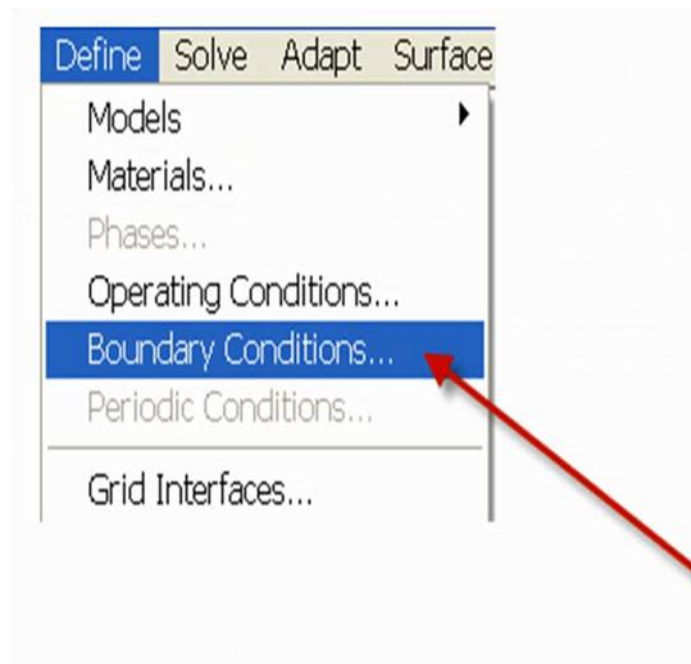 Define Solve Adapt Surface
Models
Materials...
Phases...
Operating Conditions...
Boundary Conditions...
Periodic Conditions...
Grid Interfaces...